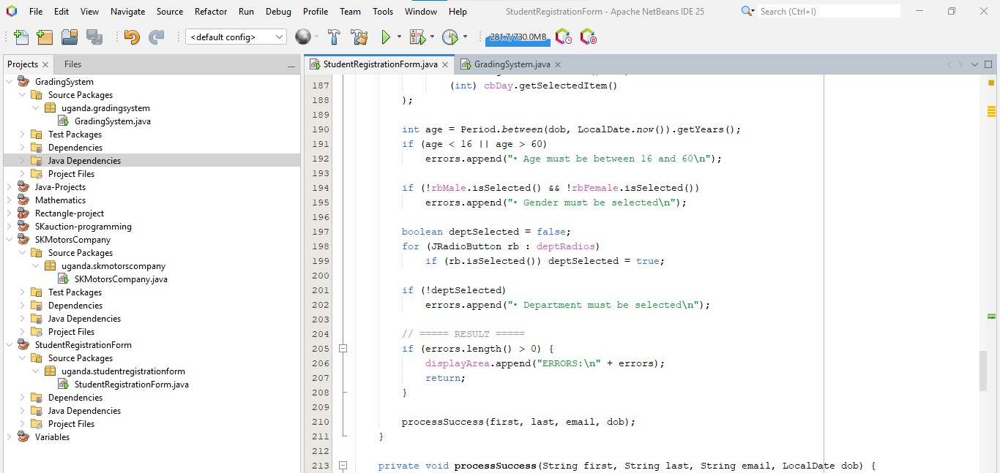 File Edit View Navigate Source Refactor Run Debug Profile Team Tools Window Help StudentRegistrationForm - Apache NetBeans IDE 25 Search (Ctrl+I)
<default config> 281.7/730.0MB
Projects Files StudentRegistrationForm.java GradingSystem.java
GradingSystem
Source Packages
uganda.gradingsystem
GradingSystem.java
Test Packages
Dependencies
Java Dependencies
Project Files
Java-Projects
Mathematics
Rectangle-project
SKauction-programming
SKMotorsCompany
Source Packages
uganda.skmotorscompany
SKMotorsCompany.java
Test Packages
Dependencies
Java Dependencies
Project Files
StudentRegistrationForm
Source Packages
uganda.studentregistrationform
StudentRegistrationForm.java
Dependencies
Java Dependencies
Project Files
Variables
187 (int) cbDay.getSelectedItem()
188 );
189
190 int age = Period.between(dob, LocalDate.now()).getYears();
191 if (age < 16 || age > 60)
192 errors.append("• Age must be between 16 and 60\n");
193
194 if (!rbMale.isSelected() && !rbFemale.isSelected())
195 errors.append("• Gender must be selected\n");
196
197 boolean deptSelected = false;
198 for (JRadioButton rb : deptRadios)
199 if (rb.isSelected()) deptSelected = true;
200
201 if (!deptSelected)
202 errors.append("• Department must be selected\n");
203
204 // ===== RESULT =====
205 if (errors.length() > 0) {
206 displayArea.append("ERRORS:\n" + errors);
207 return;
208 }
209
210 processSuccess(first, last, email, dob);
211 }
212
213 private void processSuccess(String first, String last, String email, LocalDate dob) {